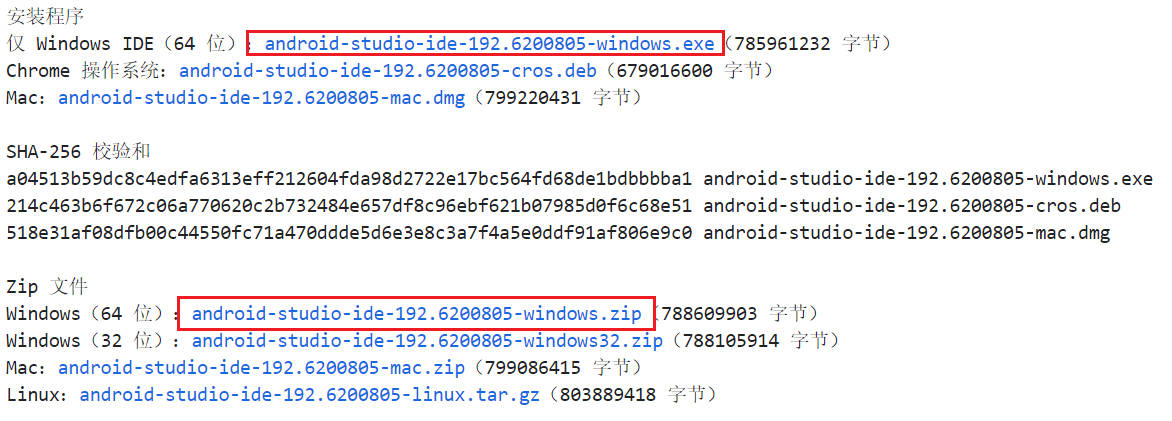 安装程序
仅 Windows IDE（64 位）：android-studio-ide-192.6200805-windows.exe（785961232 字节）
Chrome 操作系统：android-studio-ide-192.6200805-cros.deb（679016600 字节）
Mac：android-studio-ide-192.6200805-mac.dmg（799220431 字节）
SHA-256 校验和
a04513b59dc8c4edfa6313eff212604fda98d2722e17bc564fd68de1bdbbbba1 android-studio-ide-192.6200805-windows.exe
214c463b6f672c06a770620c2b732484e657df8c96ebf621b07985d0f6c68e51 android-studio-ide-192.6200805-cros.deb
518e31af08dfb00c44550fc71a470ddde5d6e3e8c3a7f4a5e0ddf91af806e9c0 android-studio-ide-192.6200805-mac.dmg
Zip 文件
Windows（64 位）：android-studio-ide-192.6200805-windows.zip（788609903 字节）
Windows（32 位）：android-studio-ide-192.6200805-windows32.zip（788105914 字节）
Mac：android-studio-ide-192.6200805-mac.zip（799086415 字节）
Linux：android-studio-ide-192.6200805-linux.tar.gz（803889418 字节）